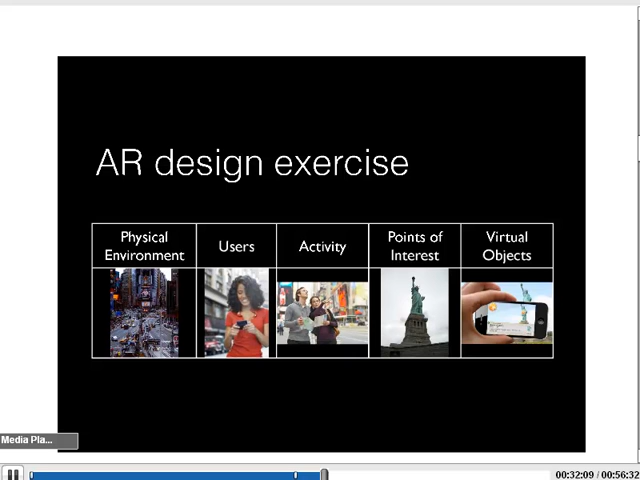 AR design exercise
Physical
Environment
Users
Activity
Points of
Interest
Virtual
Objects
Media Pla...
00:32:09 / 00:56:32